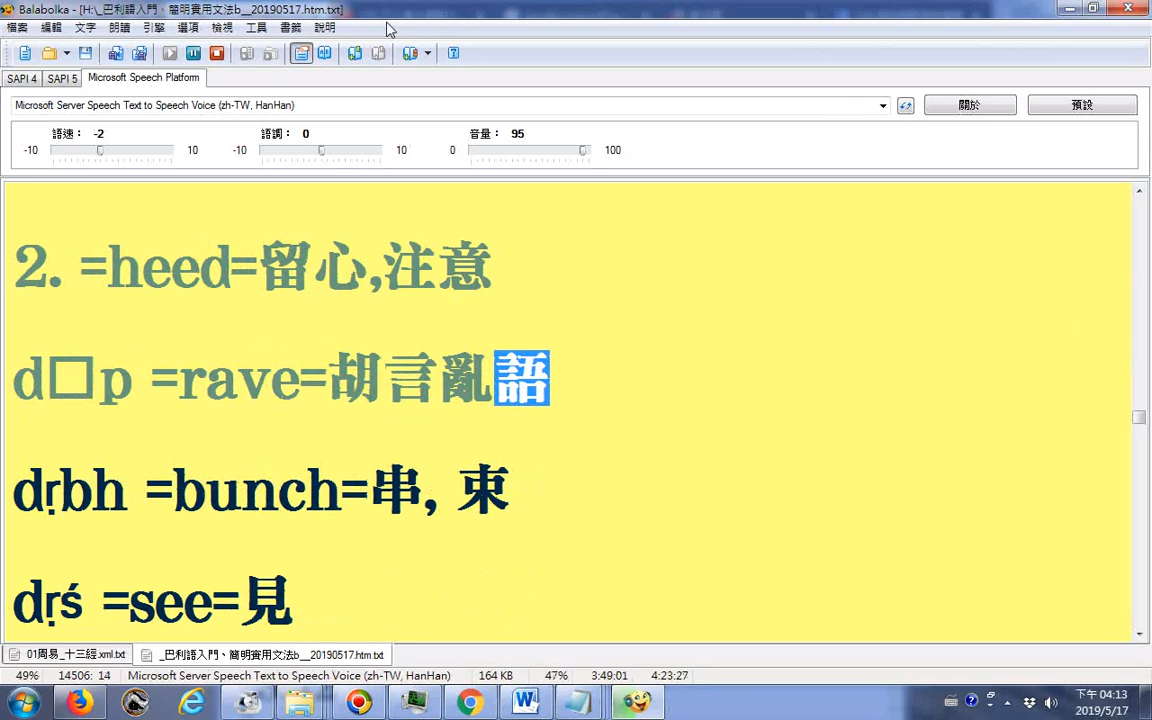 Balabolka - [H:\_巴利語入門、簡明實用文法b__20190517.htm.txt]
檔案 編輯 文字 朗讀 引擎 選項 檢視 工具 書籤 說明
SAPI 4 SAPI 5 Microsoft Speech Platform
Microsoft Server Speech Text to Speech Voice (zh-TW, HanHan) 關於 預設
語速： -2 語調： 0 音量： 95
-10 10 -10 10 0 100
2. =heed=留心,注意
d□p =rave=胡言亂語
dṛbh =bunch=串, 束
dṛś =see=見
01周易_十三經.xml.txt _巴利語入門、簡明實用文法b__20190517.htm.txt
49% 14506: 14 Microsoft Server Speech Text to Speech Voice (zh-TW, HanHan) 164 KB 47% 3:49:01 4:23:27
下午 04:13
2019/5/17